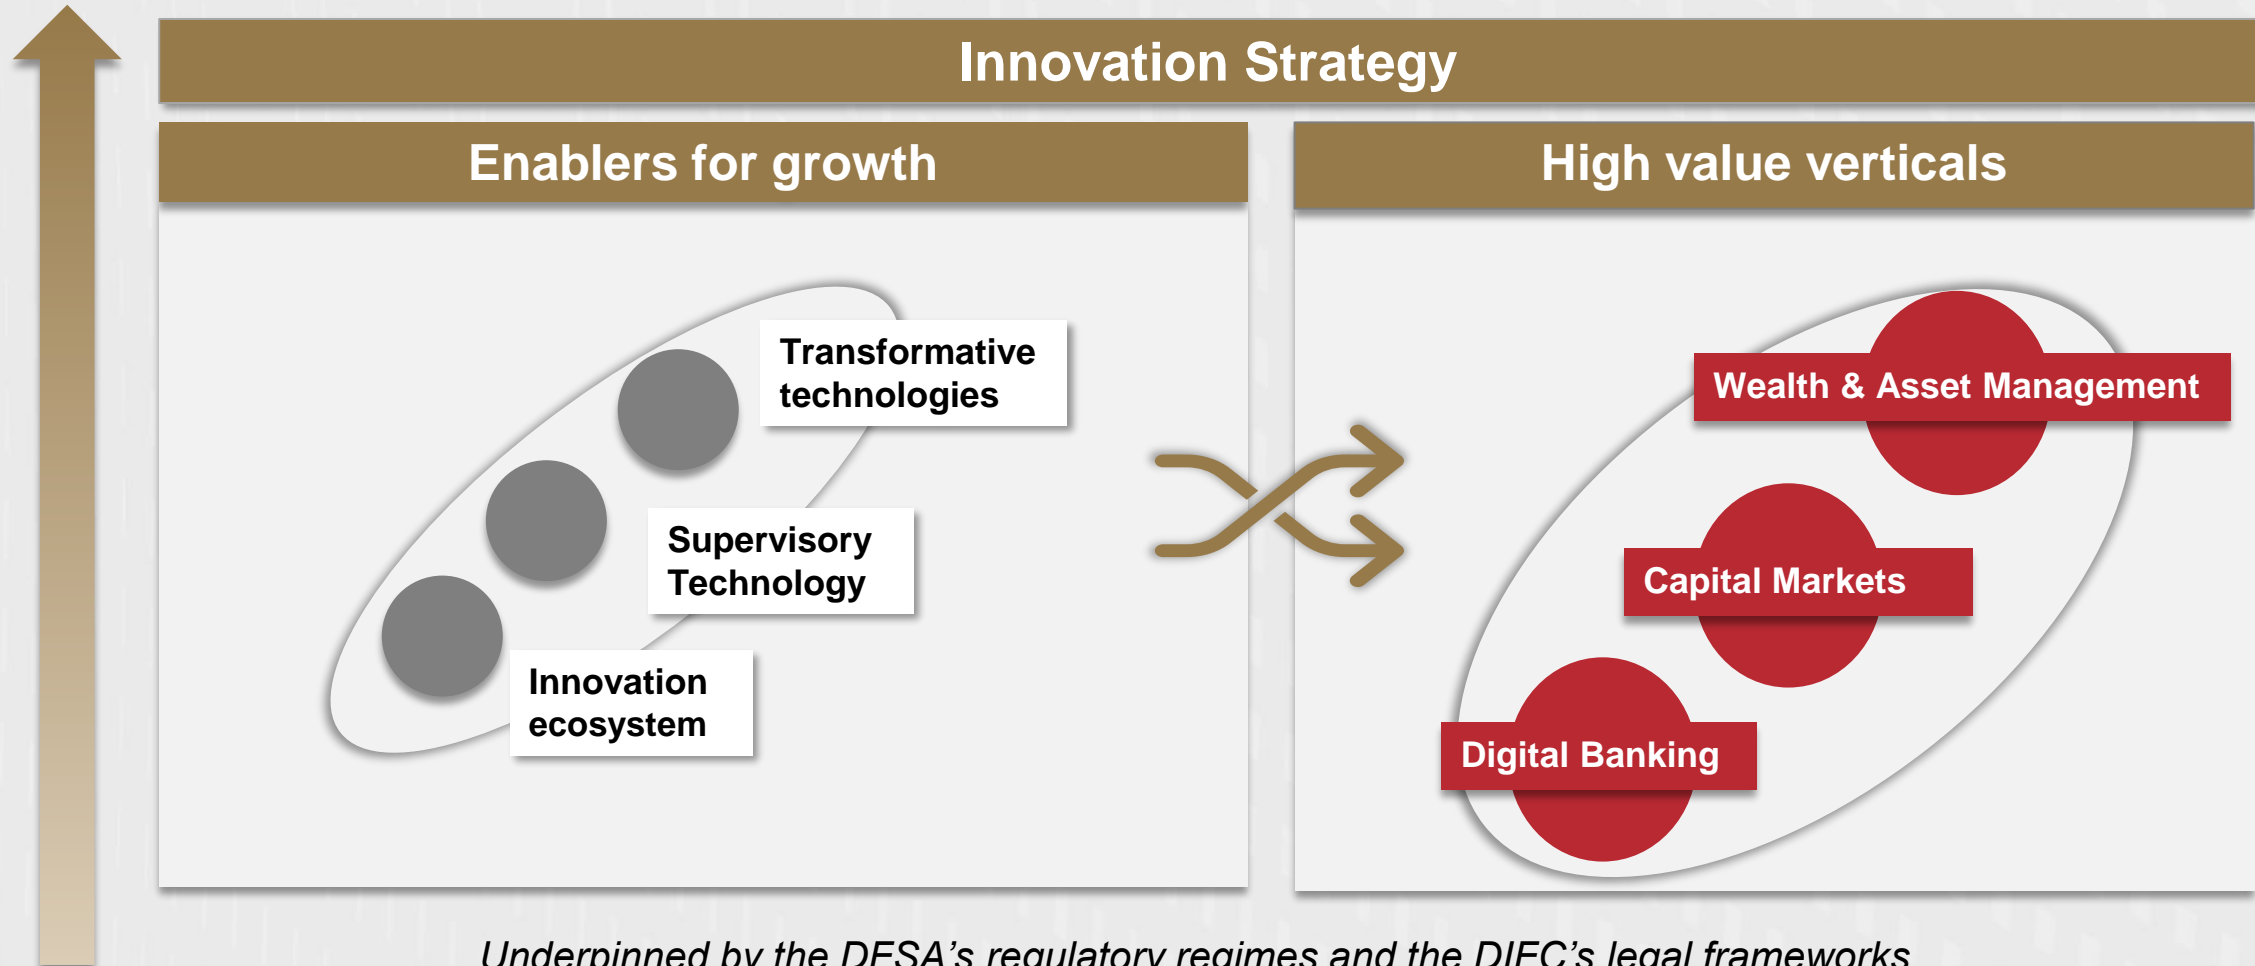 Innovation Strategy
Enablers for growth
High value verticals
Transformative
technologies
Supervisory
Technology
Innovation
ecosystem
Wealth & Asset Management
Capital Markets
Digital Banking
Underpinned by the DFSA's regulatory regimes and the DIFC's legal frameworks